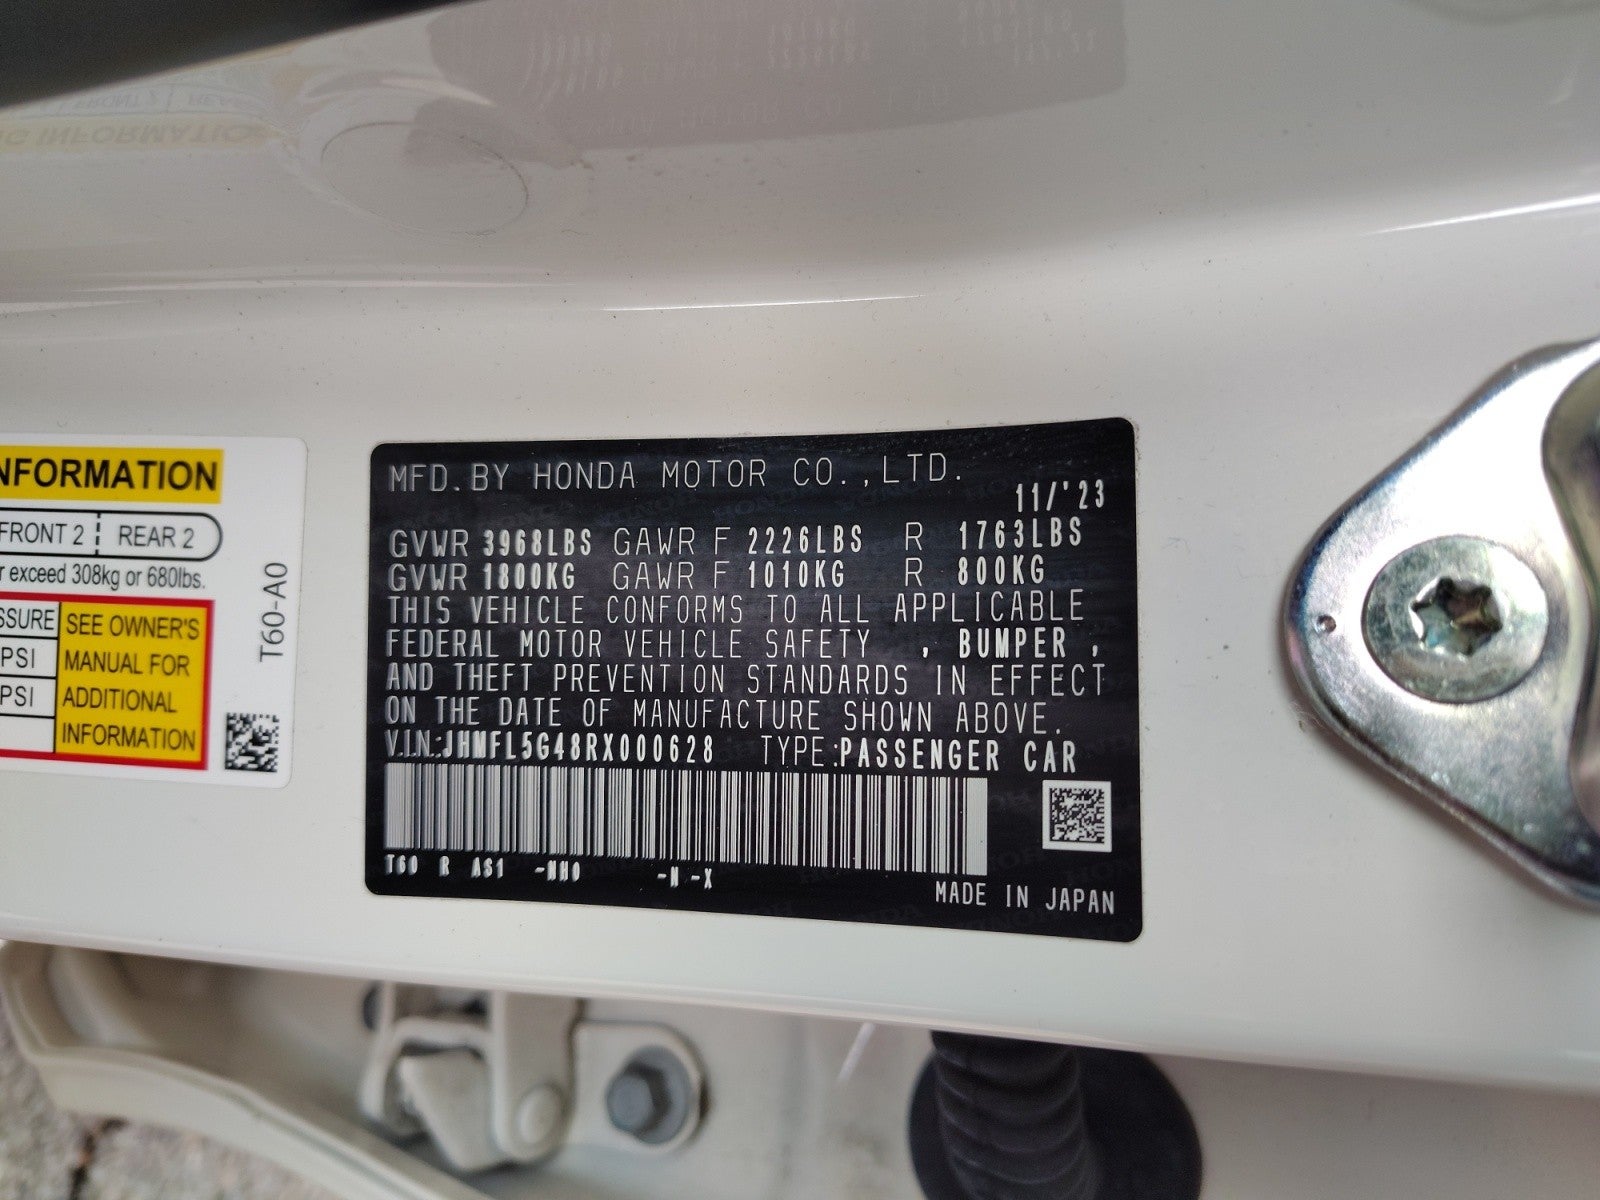 NFORMATION
FRONT 2 REAR 2
r exceed 308kg or 680lbs.
SSURE
PSI
PSI
SEE OWNER'S
MANUAL FOR
ADDITIONAL
INFORMATION
T60-A0
MFD. BY HONDA MOTOR CO., LTD.
11/'23
GVWR 3968LBS GAWR F 2226LBS R 1763LBS
GVWR 1800KG GAWR F 1010KG R 800KG
THIS VEHICLE CONFORMS TO ALL APPLICABLE
FEDERAL MOTOR VEHICLE SAFETY , BUMPER ,
AND THEFT PREVENTION STANDARDS IN EFFECT
ON THE DATE OF MANUFACTURE SHOWN ABOVE.
V.I.N.:JHMFL5G48RX000628 TYPE:PASSENGER CAR
T60 R AS1 -NH0 -N -X
MADE IN JAPAN